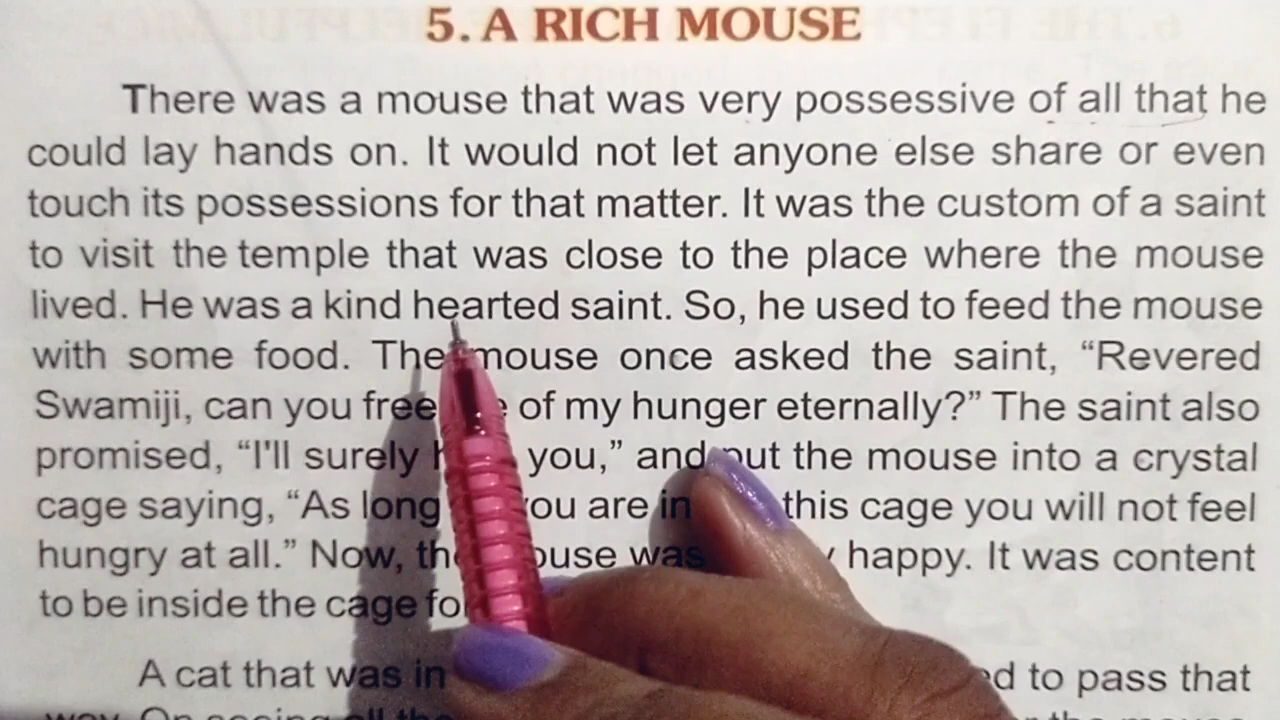 5. A RICH MOUSE
There was a mouse that was very possessive of all that he
could lay hands on. It would not let anyone else share or even
touch its possessions for that matter. It was the custom of a saint
to visit the temple that was close to the place where the mouse
lived. He was a kind hearted saint. So, he used to feed the mouse
with some food. The mouse once asked the saint, “Revered
Swamiji, can you free of my hunger eternally?” The saint also
promised, “I'll surely you,” and put the mouse into a crystal
cage saying, “As long you are in this cage you will not feel
hungry at all.” Now, the mouse was happy. It was content
to be inside the cage
A cat that was in to pass that